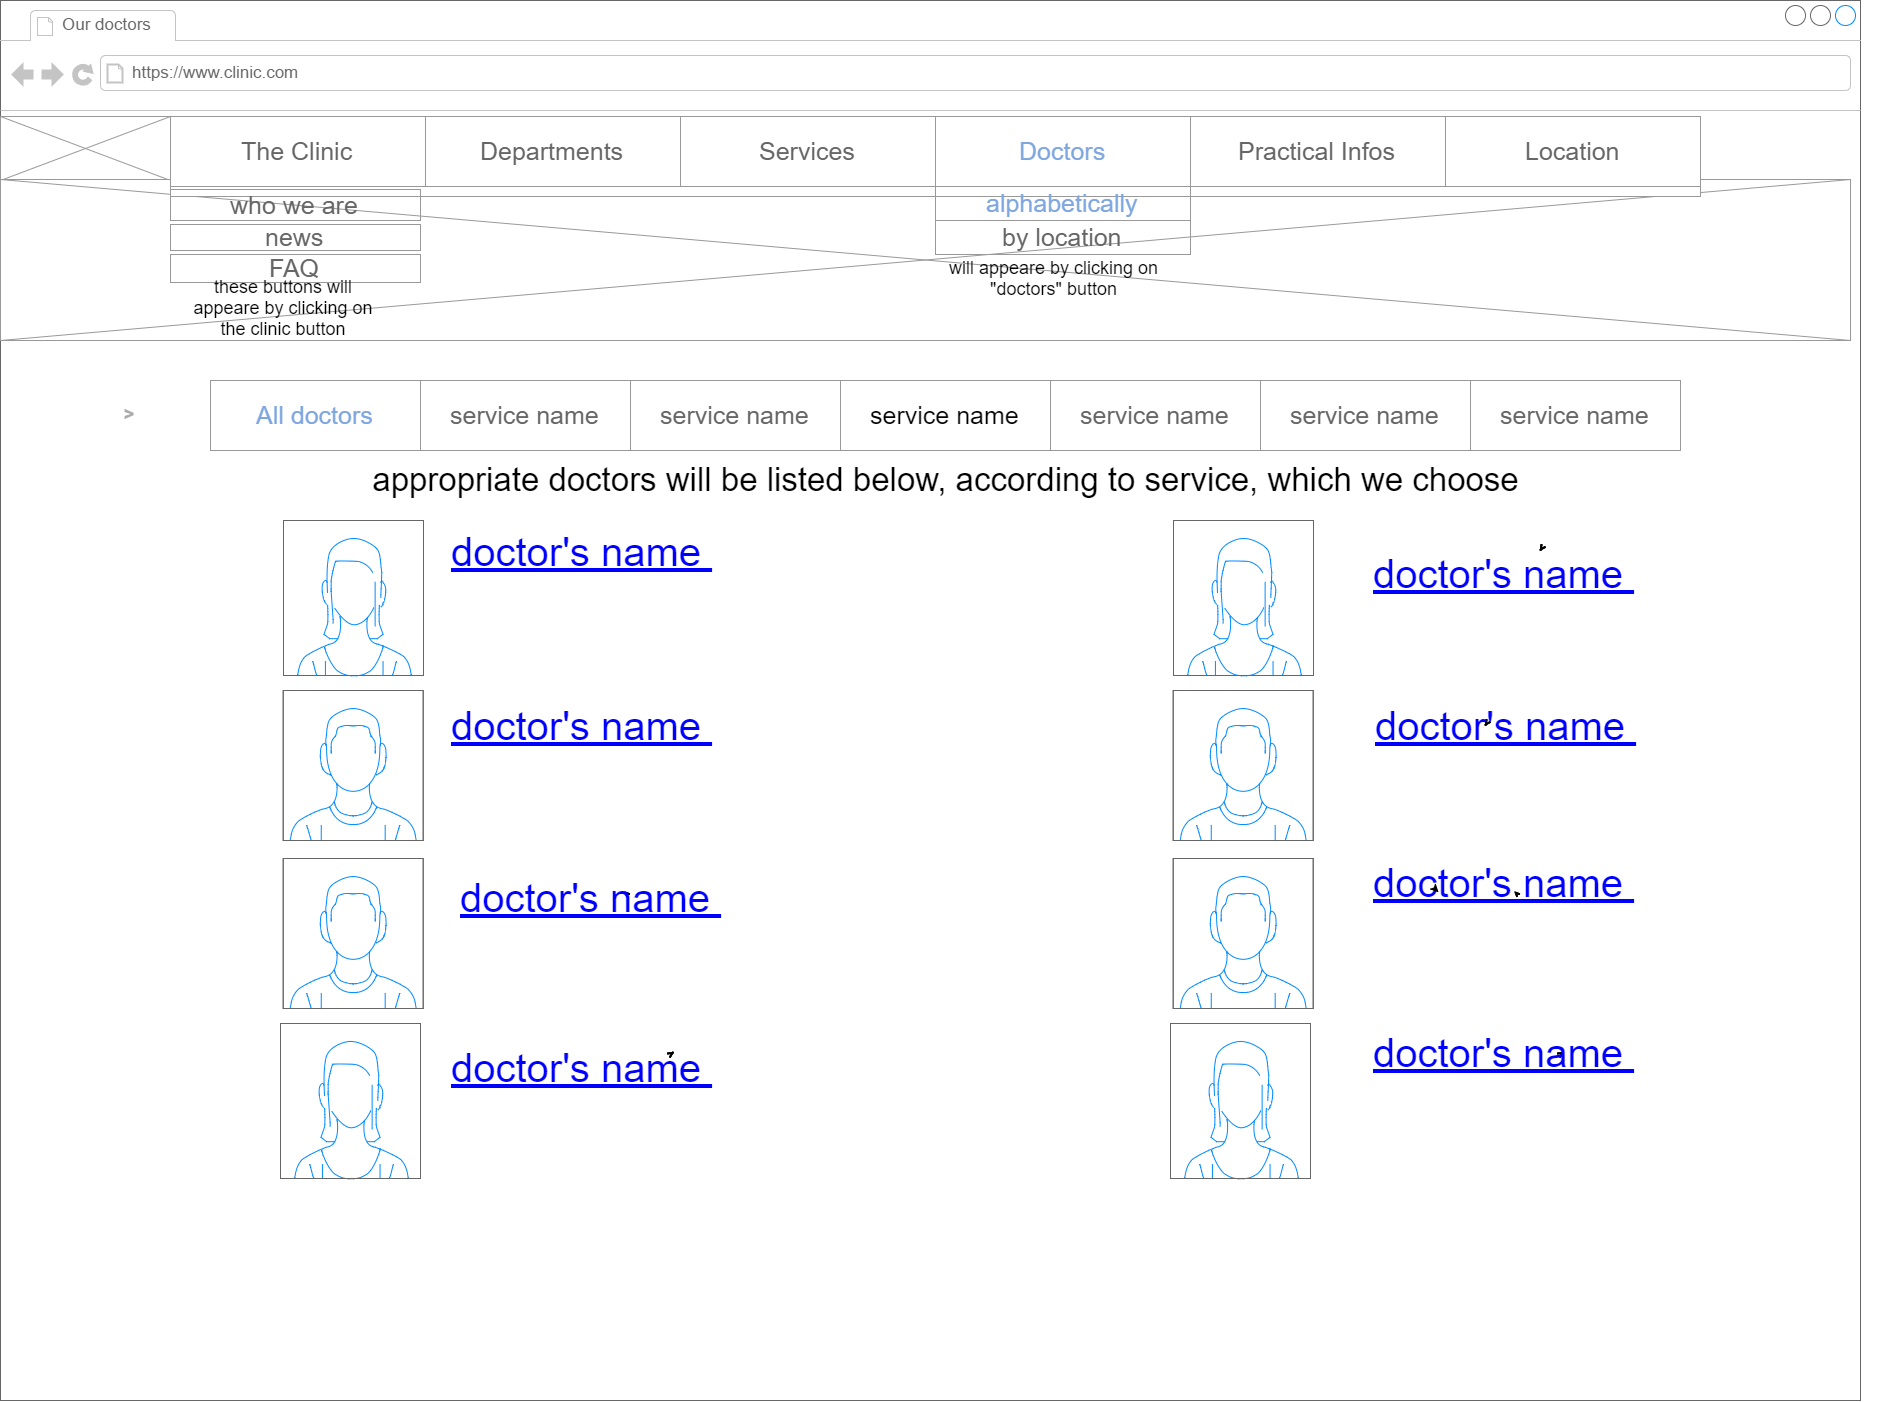 Our doctors
https://www.clinic.com
The Clinic
Departments
Services
Doctors
Practical Infos
Location
who we are
news
FAQ
these buttons will
appeare by clicking on
the clinic button
alphabetically
by location
will appeare by clicking on
"doctors" button
>
All doctors
service name
service name
service name
service name
service name
service name
appropriate doctors will be listed below, according to service, which we choose
doctor's name
doctor's name
doctor's name
doctor's name
doctor's name
doctor's name
doctor's name
doctor's name